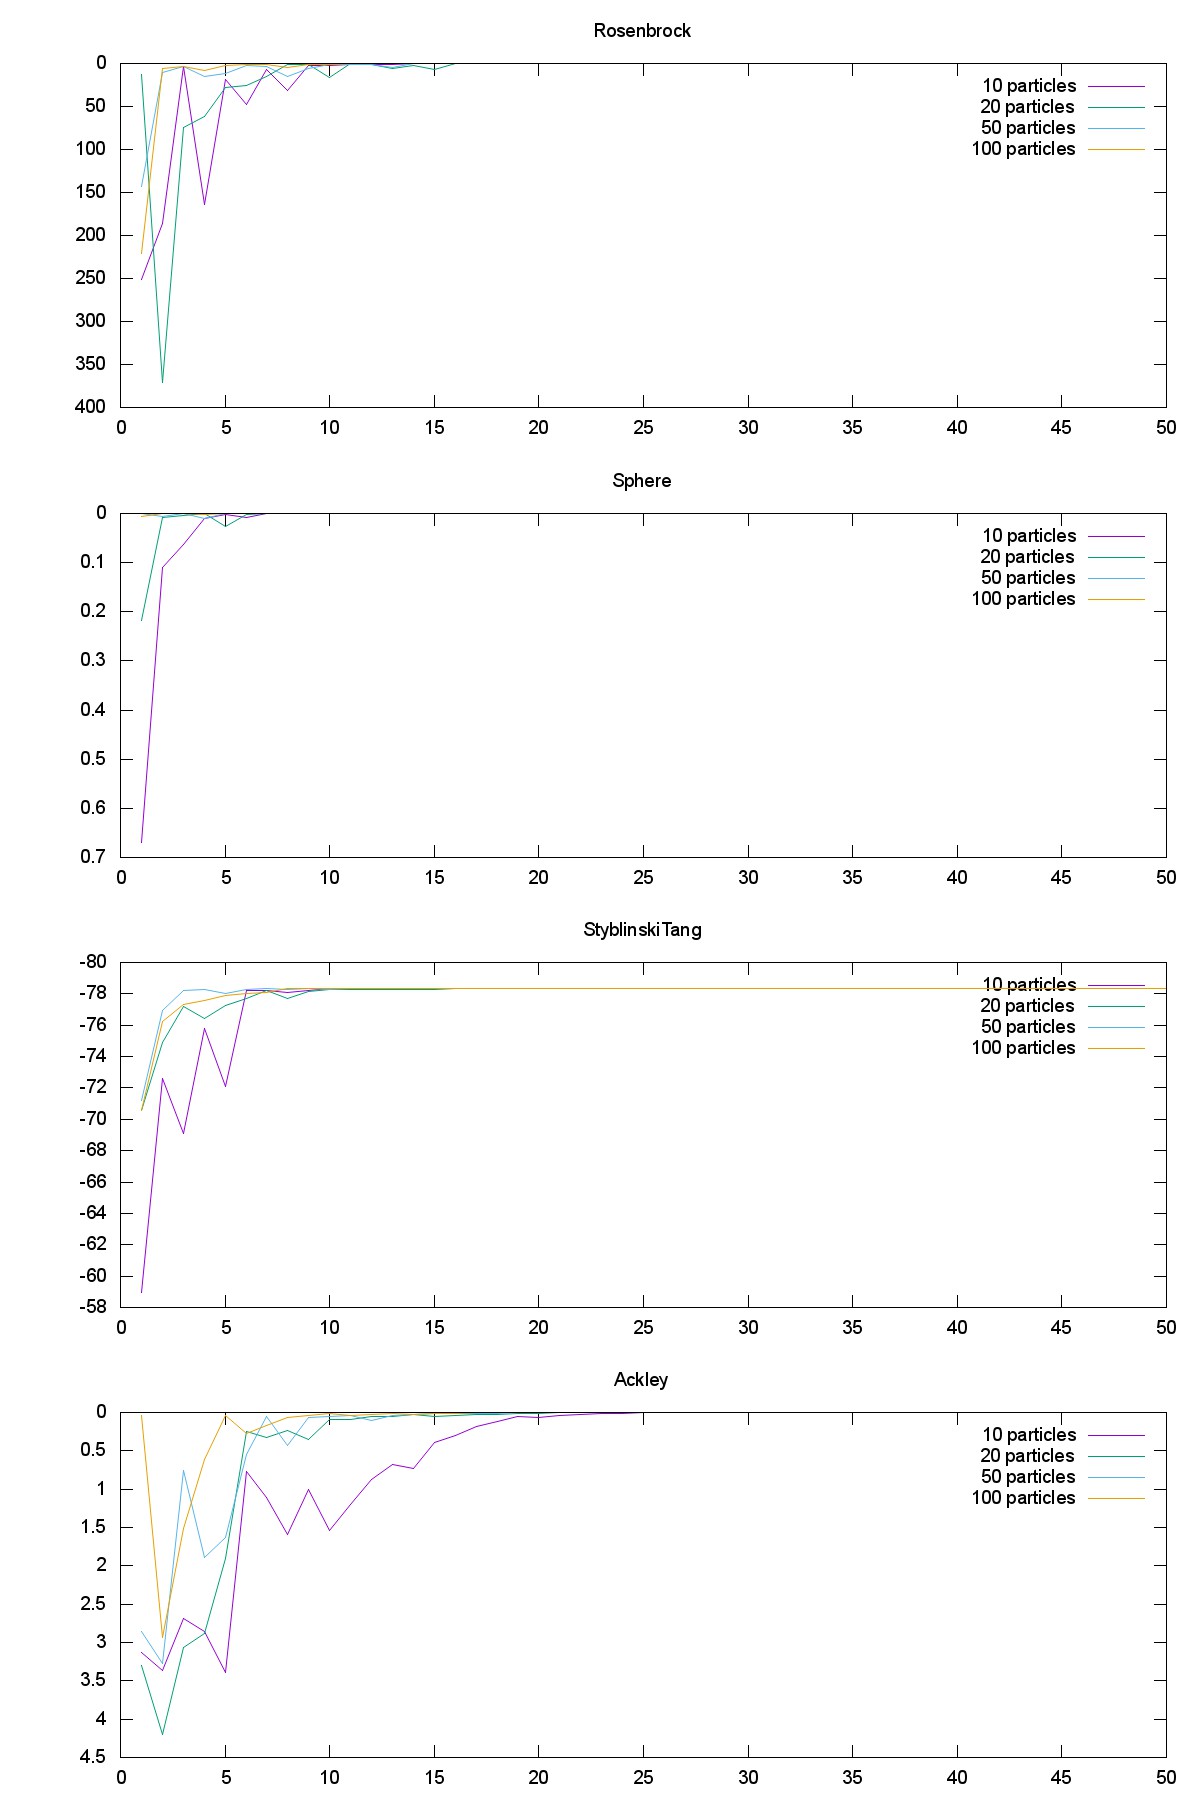 Rosenbrock
0
50
100
150
200
250
300
350
400
10 particles
20 particles
50 particles
100 particles
0 5 10 15 20 25 30 35 40 45 50
Sphere
0
0.1
0.2
0.3
0.4
0.5
0.6
0.7
10 particles
20 particles
50 particles
100 particles
0 5 10 15 20 25 30 35 40 45 50
StyblinskiTang
-80
-78
-76
-74
-72
-70
-68
-66
-64
-62
-60
-58
10 particles
20 particles
50 particles
100 particles
0 5 10 15 20 25 30 35 40 45 50
Ackley
0
0.5
1
1.5
2
2.5
3
3.5
4
4.5
10 particles
20 particles
50 particles
100 particles
0 5 10 15 20 25 30 35 40 45 50